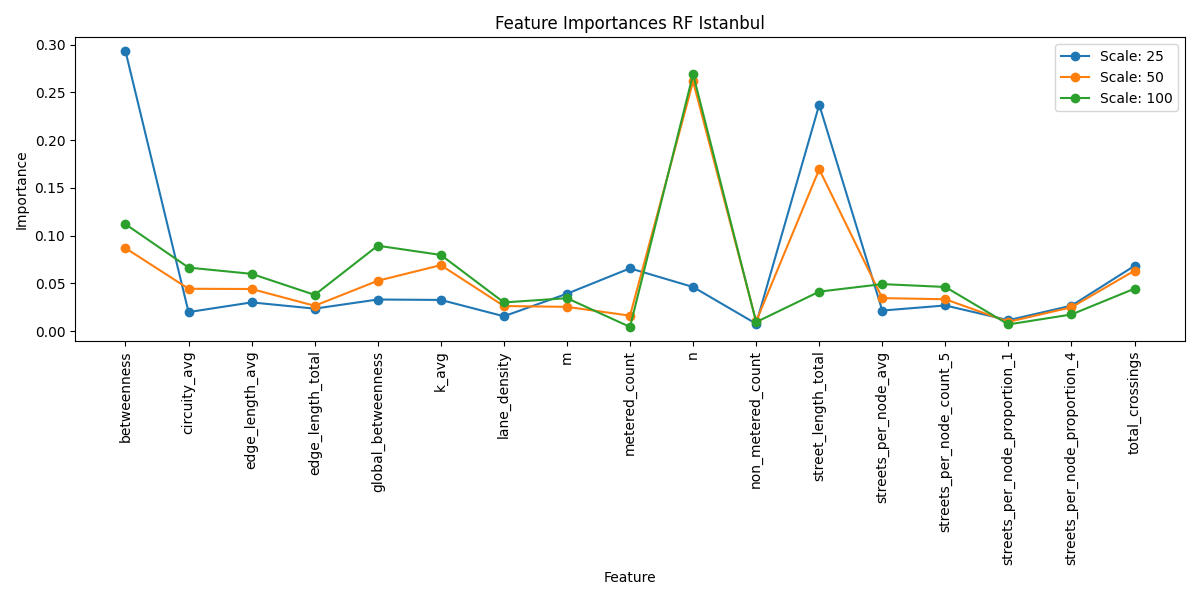 Feature Importances RF Istanbul
Scale: 25
Scale: 50
Scale: 100
Importance
0.30
0.25
0.20
0.15
0.10
0.05
0.00
betweenness
circuity_avg
edge_length_avg
edge_length_total
global_betweenness
k_avg
lane_density
m
metered_count
n
non_metered_count
street_length_total
streets_per_node_avg
streets_per_node_count_5
streets_per_node_proportion_1
streets_per_node_proportion_4
total_crossings
Feature